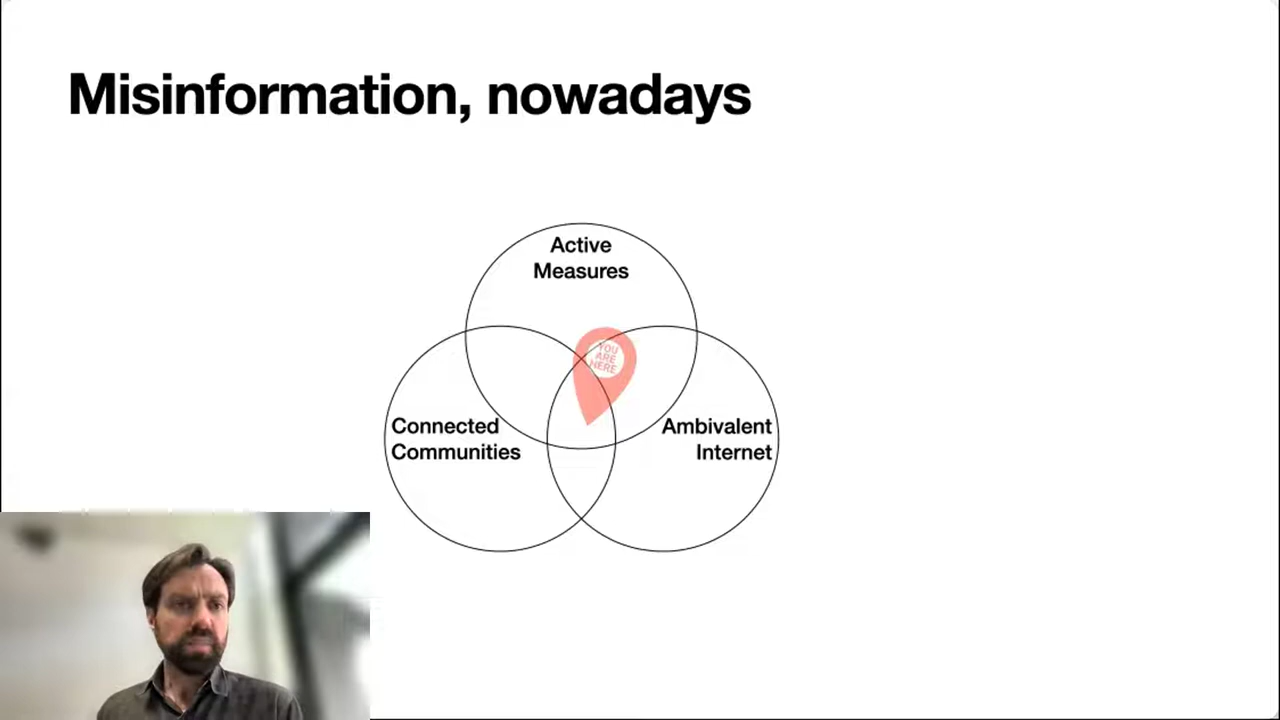 Misinformation, nowadays
Active
Measures
YOU
ARE
HERE
Connected
Communities
Ambivalent
Internet